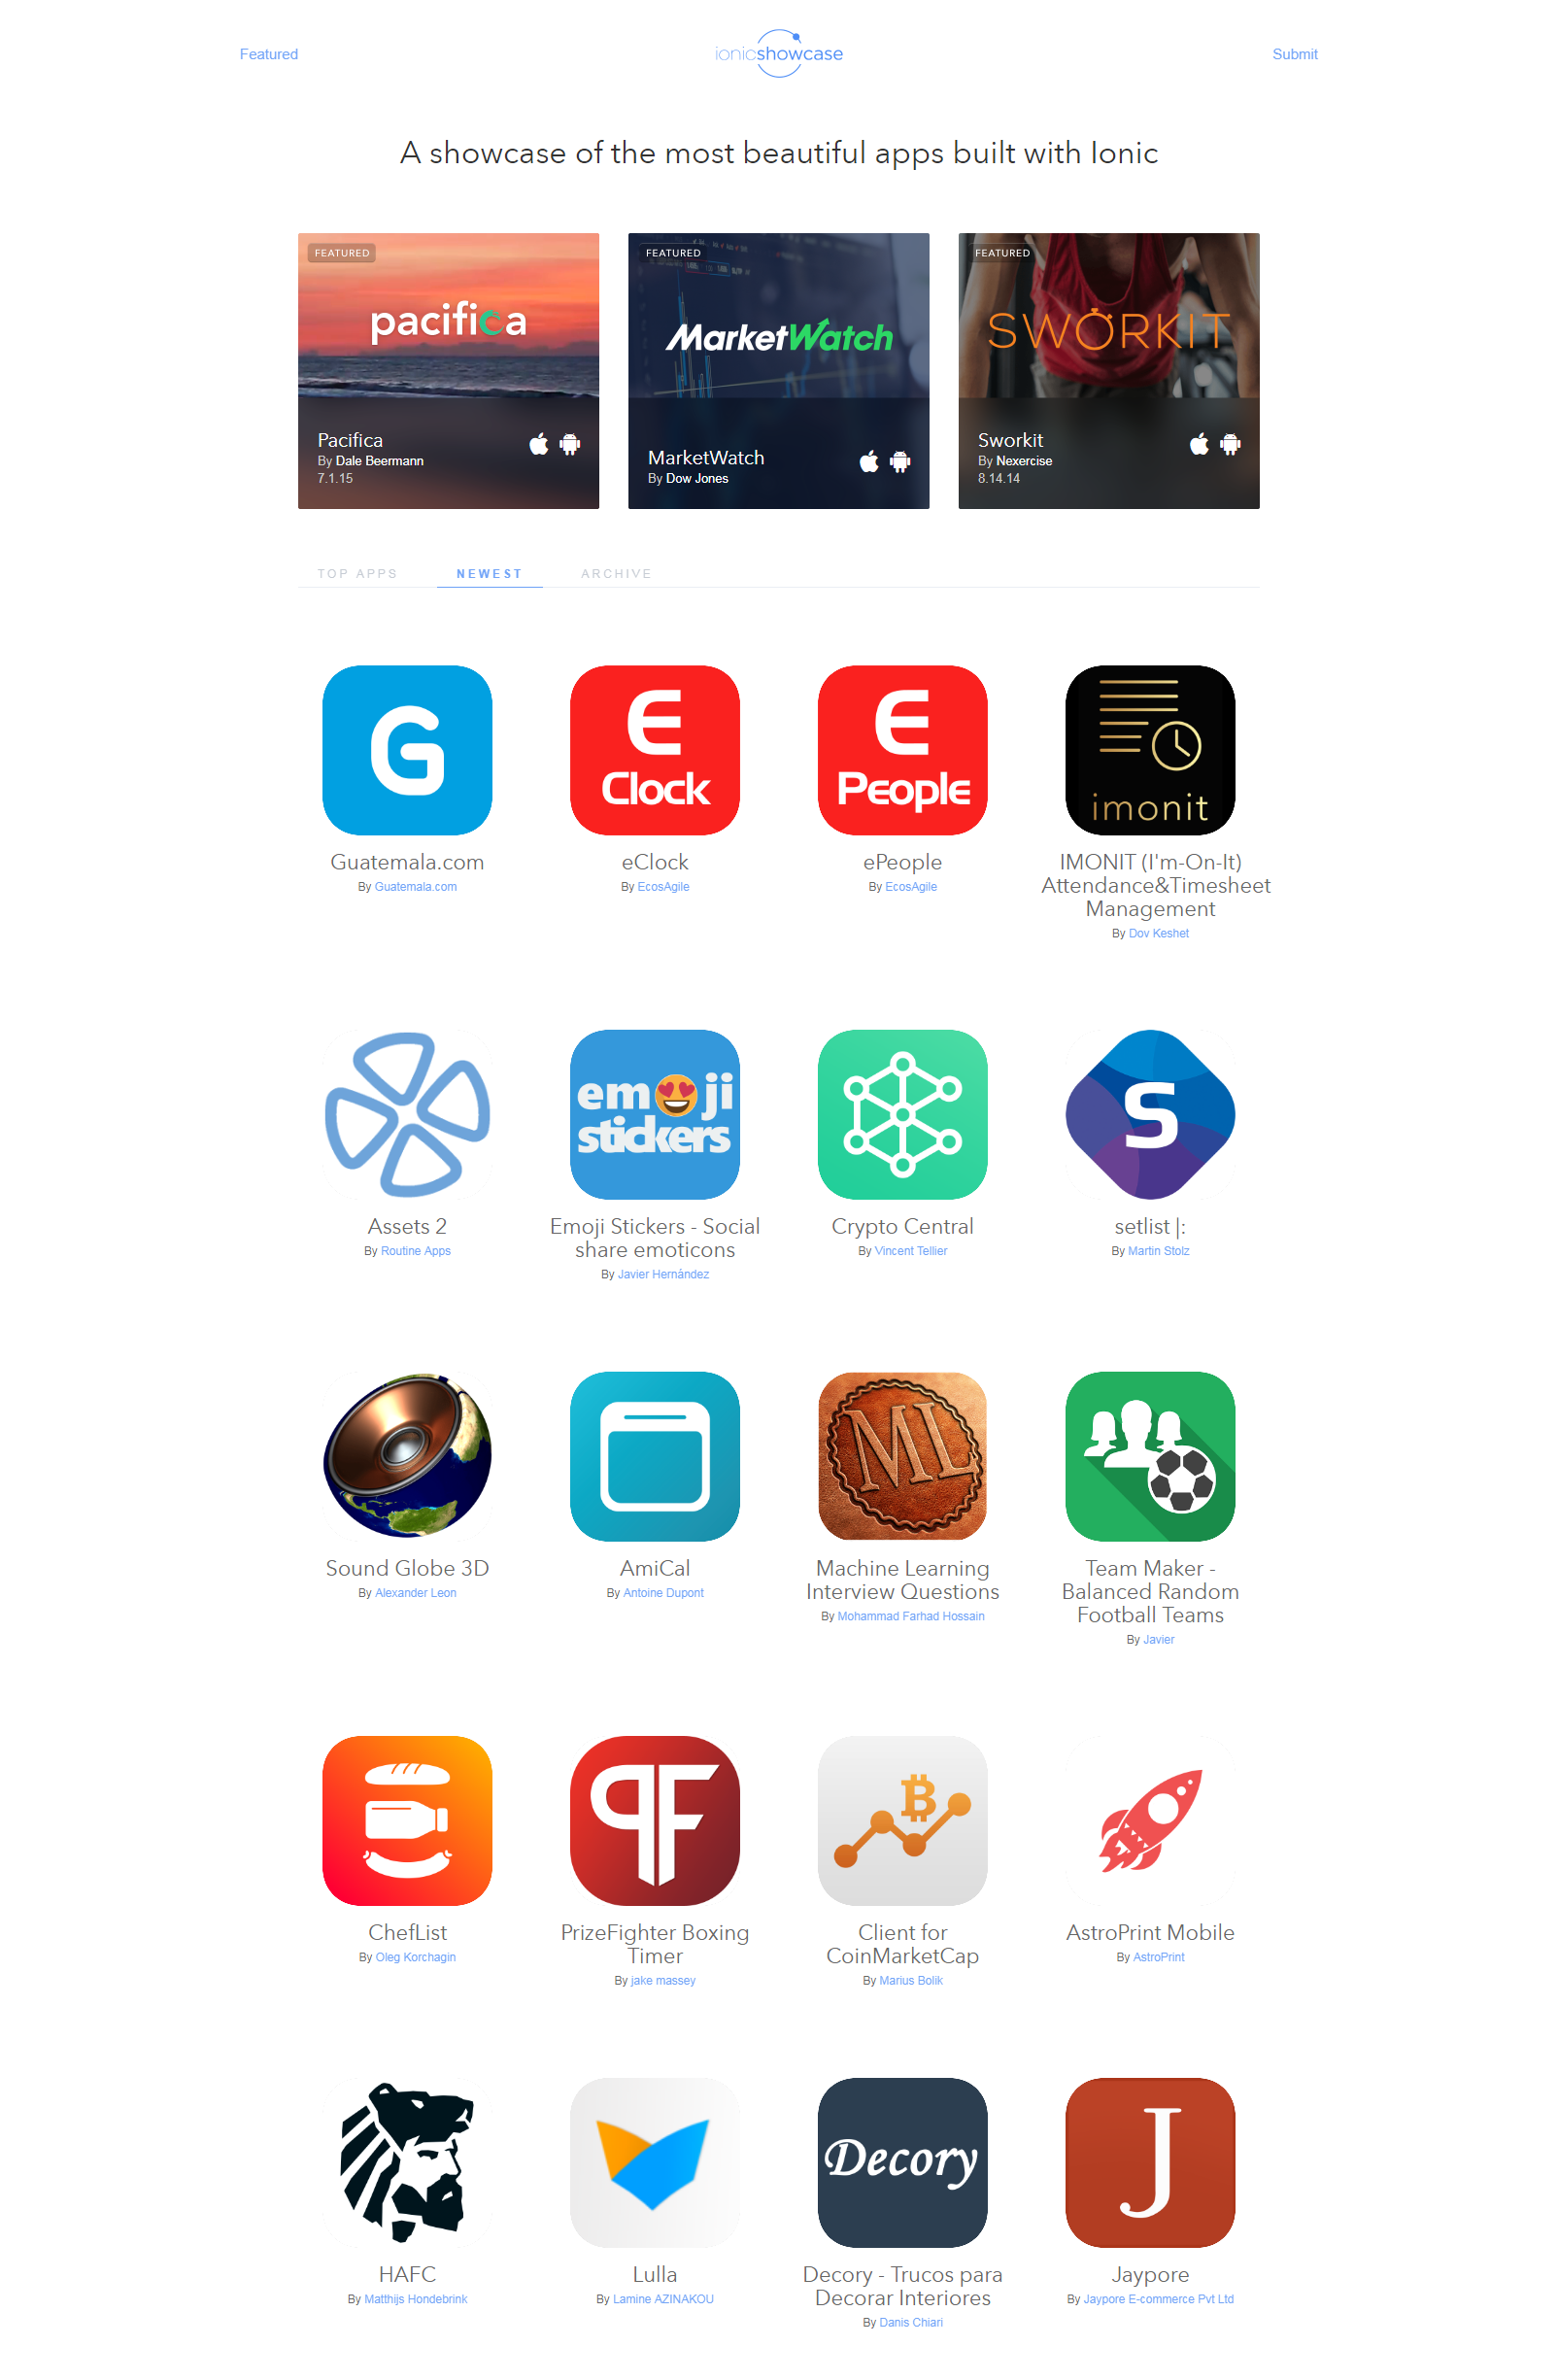 Featured
ionicshowcase
Submit
A showcase of the most beautiful apps built with Ionic
FEATURED
pacifica
Pacifica
By Dale Beermann
7.1.15
FEATURED
MarketWatch
MarketWatch
By Dow Jones
FEATURED
SWORKIT
Sworkit
By Nexercise
8.14.14
TOP APPS
NEWEST
ARCHIVE
G
Guatemala.com
By Guatemala.com
E
Clock
eClock
By EcosAgile
E
People
ePeople
By EcosAgile
imonit
IMONIT (I'm-On-It)
Attendance&Timesheet
Management
By Dov Keshet
Assets 2
By Routine Apps
emoji
stickers
Emoji Stickers - Social
share emoticons
By Javier Hernández
Crypto Central
By Vincent Tellier
S
setlist |:
By Martin Stolz
Sound Globe 3D
By Alexander Leon
AmiCal
By Antoine Dupont
ML
Machine Learning
Interview Questions
By Mohammad Farhad Hossain
Team Maker -
Balanced Random
Football Teams
By Javier
ChefList
By Oleg Korchagin
PF
PrizeFighter Boxing
Timer
By jake massey
Client for
CoinMarketCap
By Marius Bolik
AstroPrint Mobile
By AstroPrint
HAFC
By Matthijs Hondebrink
Lulla
By Lamine AZINAKOU
Decory
Decory - Trucos para
Decorar Interiores
By Danis Chiari
J
Jaypore
By Jaypore E-commerce Pvt Ltd